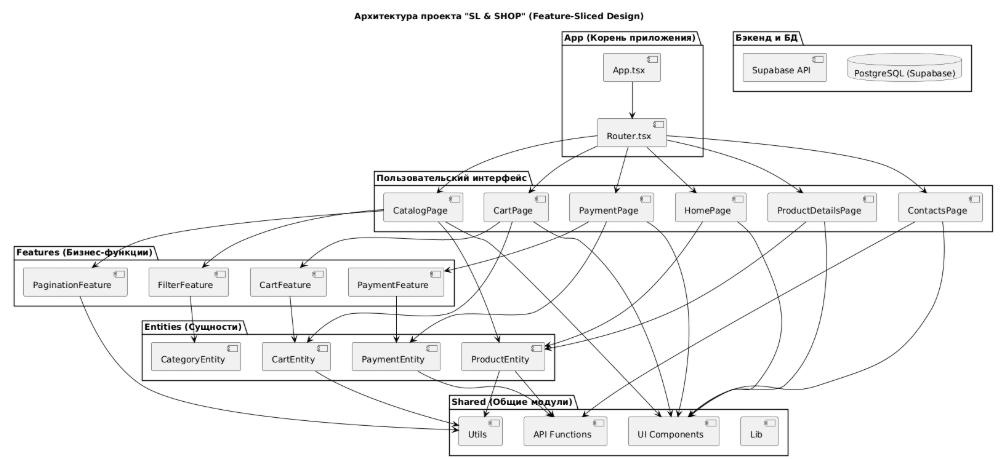 Архитектура проекта "SL & SHOP" (Feature-Sliced Design)
App (Корень приложения)
App.tsx
Router.tsx
Бэкенд и БД
Supabase API
PostgreSQL (Supabase)
Пользовательский интерфейс
CatalogPage
CartPage
PaymentPage
HomePage
ProductDetailsPage
ContactsPage
Features (Бизнес-функции)
PaginationFeature
FilterFeature
CartFeature
PaymentFeature
Entities (Сущности)
CategoryEntity
CartEntity
PaymentEntity
ProductEntity
Shared (Общие модули)
Utils
API Functions
UI Components
Lib